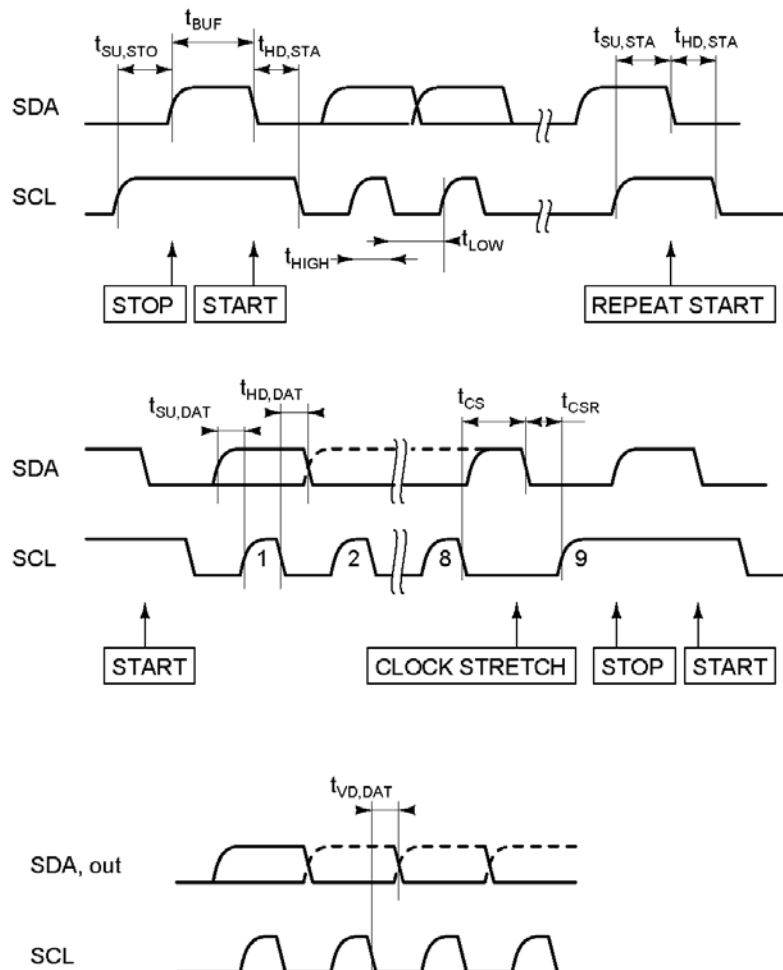 tBUF
tSU,STO tHD,STA tSU,STA tHD,STA
SDA
SCL
tHIGH tLOW
STOP START REPEAT START
tSU,DAT tHD,DAT tCS tCSR
SDA
SCL 1 2 8 9
START CLOCK STRETCH STOP START
tVD,DAT
SDA, out
SCL